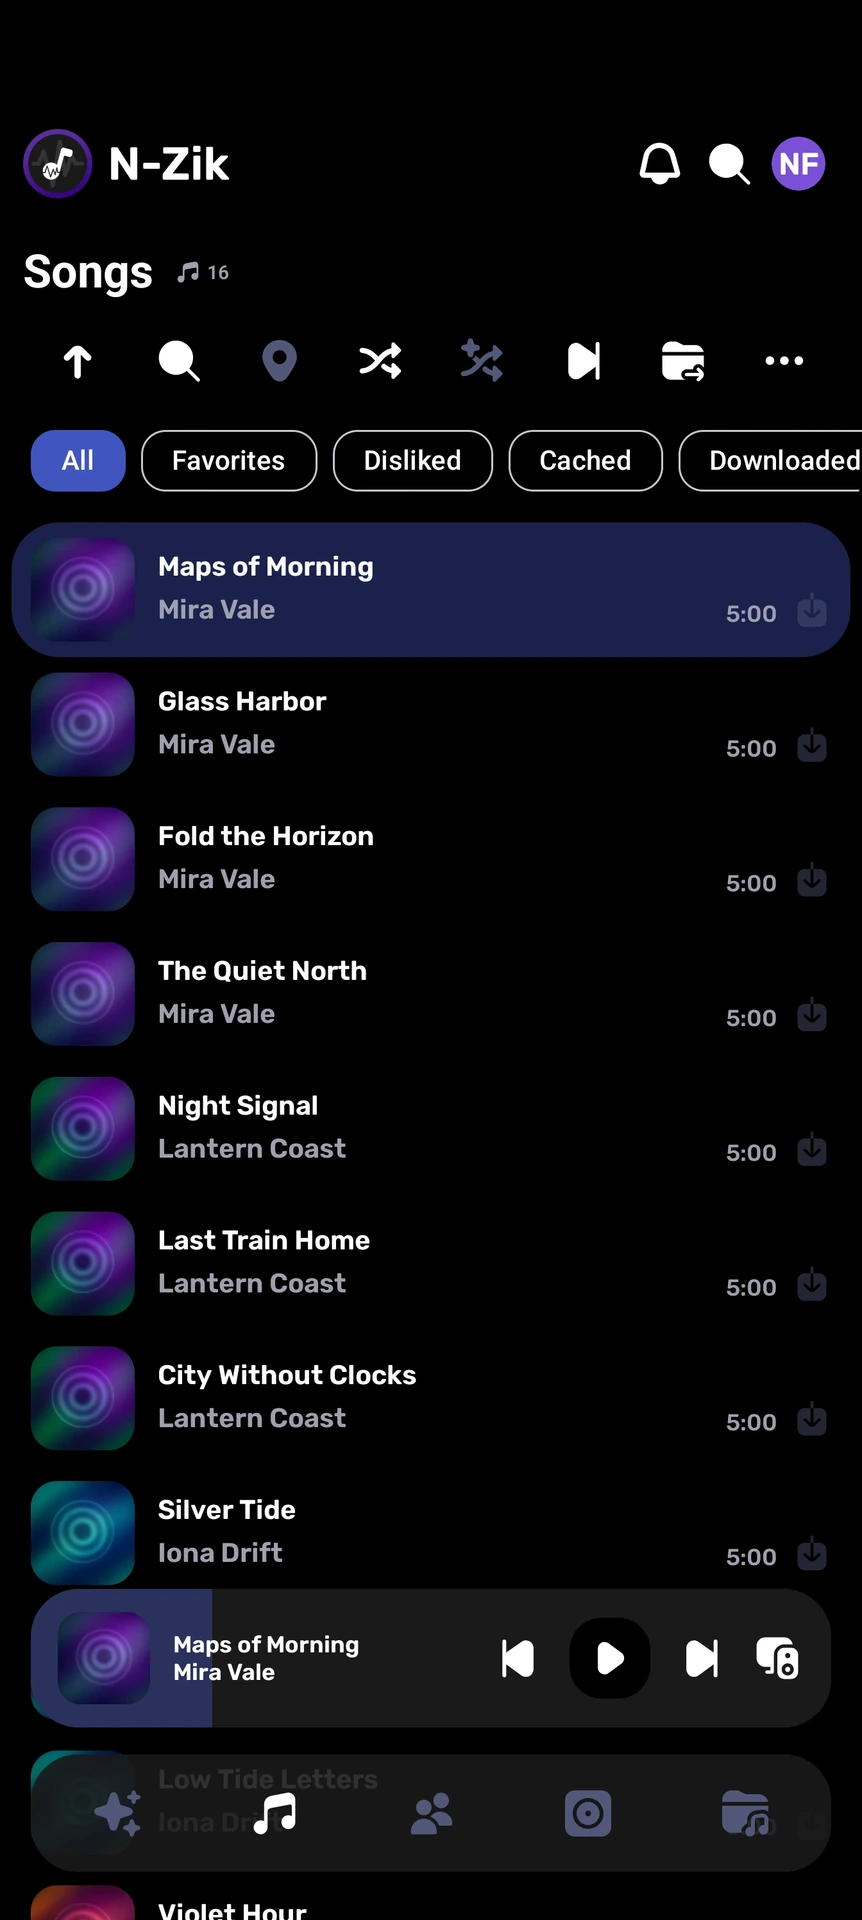 N-Zik
NF
Songs
16
All
Favorites
Disliked
Cached
Downloaded
Maps of Morning
Mira Vale
5:00
Glass Harbor
Mira Vale
5:00
Fold the Horizon
Mira Vale
5:00
The Quiet North
Mira Vale
5:00
Night Signal
Lantern Coast
5:00
Last Train Home
Lantern Coast
5:00
City Without Clocks
Lantern Coast
5:00
Silver Tide
Iona Drift
5:00
Maps of Morning
Mira Vale
Low Tide Letters
Iona Drift
Violet Hour